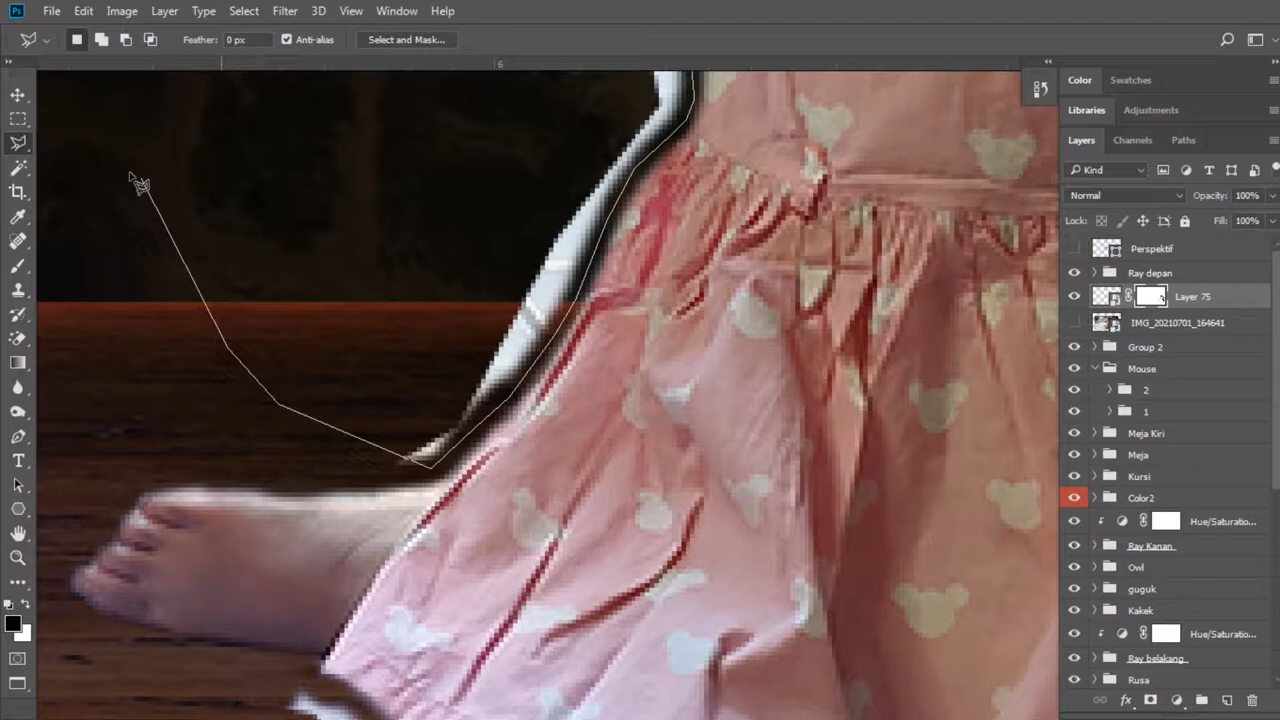 Ps File Edit Image Layer Type Select Filter 3D View Window Help
Feather: 0 px Anti-alias Select and Mask...
6
Color Swatches
Libraries Adjustments
Layers Channels Paths
Kind
Normal Opacity: 100%
Lock: Fill: 100%
Perspektif
Ray depan
Layer 75
IMG_20210701_164641
Group 2
Mouse
2
1
Meja Kiri
Meja
Kursi
Color2
Hue/Saturatio...
Ray Kanan
Owl
guguk
Kakek
Hue/Saturatio...
Ray belakang
Rusa
fx